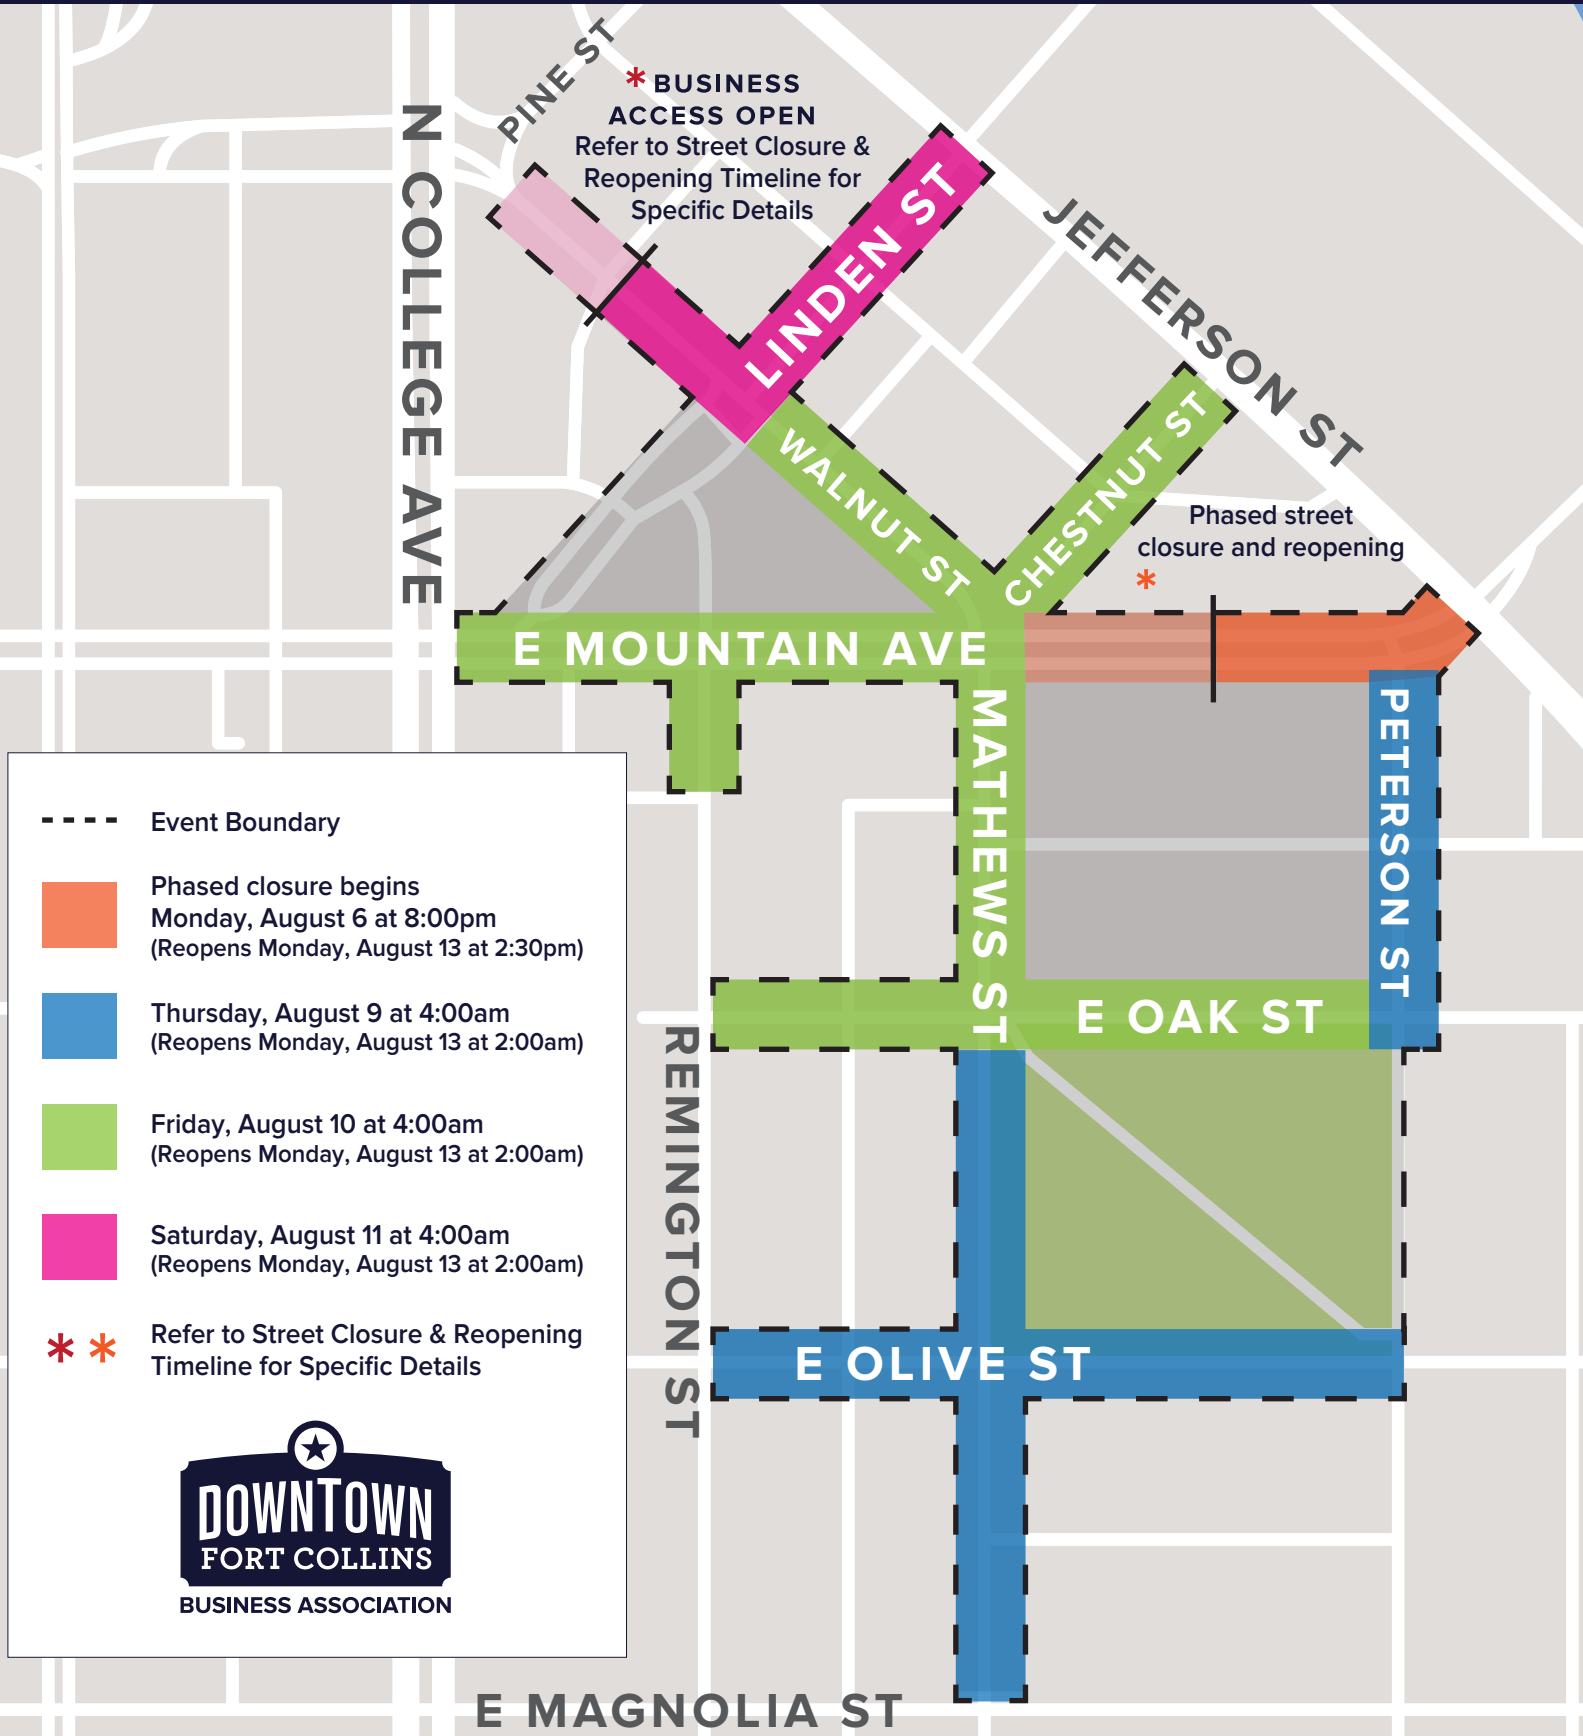 PINE ST
* BUSINESS
ACCESS OPEN
Refer to Street Closure &
Reopening Timeline for
Specific Details
N COLLEGE AVE
LINDEN ST
JEFFERSON ST
WALNUT ST
CHESTNUT ST
Phased street
closure and reopening
*
E MOUNTAIN AVE
MATHEWS ST
PETERSON ST
E OAK ST
REMINGTON ST
E OLIVE ST
E MAGNOLIA ST
Event Boundary
Phased closure begins
Monday, August 6 at 8:00pm
(Reopens Monday, August 13 at 2:30pm)
Thursday, August 9 at 4:00am
(Reopens Monday, August 13 at 2:00am)
Friday, August 10 at 4:00am
(Reopens Monday, August 13 at 2:00am)
Saturday, August 11 at 4:00am
(Reopens Monday, August 13 at 2:00am)
* * Refer to Street Closure & Reopening
Timeline for Specific Details
DOWNTOWN
FORT COLLINS
BUSINESS ASSOCIATION